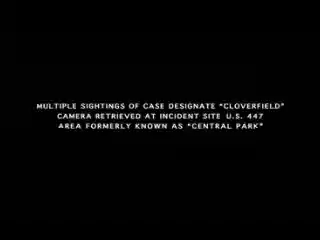 MULTIPLE SIGHTINGS OF CASE DESIGNATE "CLOVERFIELD"
CAMERA RETRIEVED AT INCIDENT SITE U.S. 447
AREA FORMERLY KNOWN AS "CENTRAL PARK"